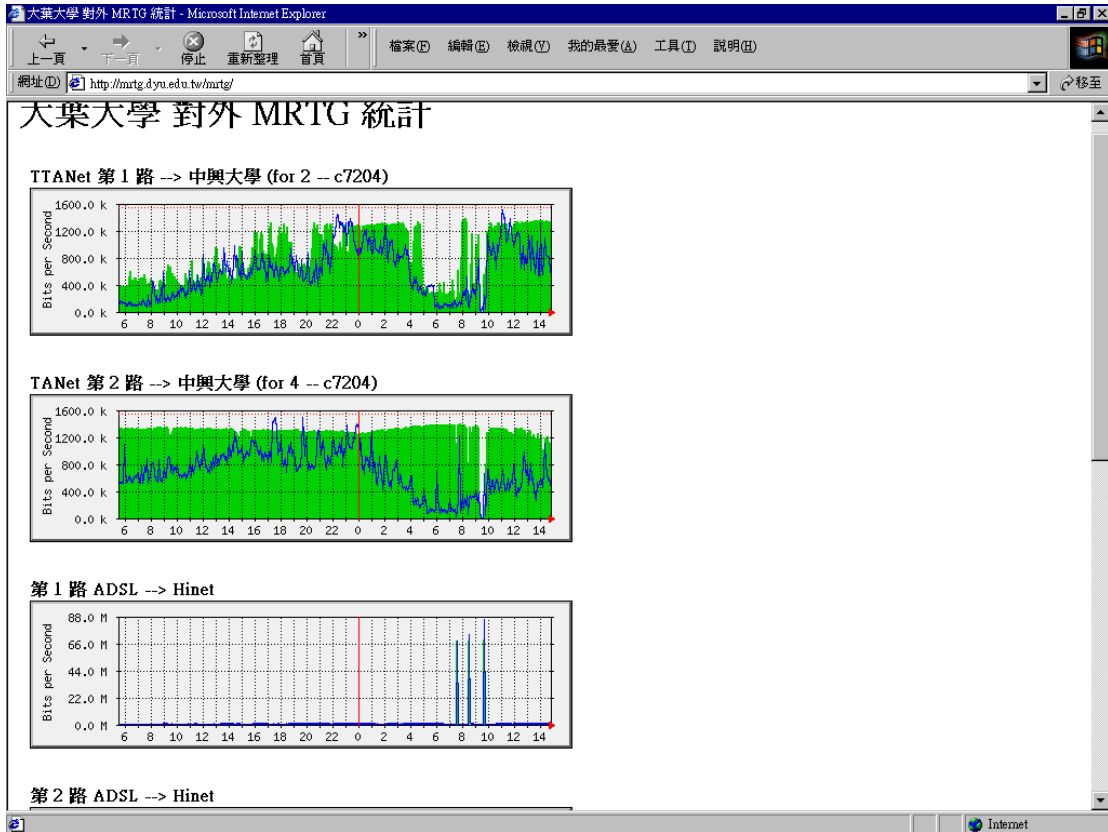 大葉大學 對外 MRTG 統計 - Microsoft Internet Explorer
上一頁 下一頁 停止 重新整理 首頁 » 檔案(F) 編輯(E) 檢視(V) 我的最愛(A) 工具(T) 說明(H)
網址(D) http://mrtg.dyu.edu.tw/mrtg/ 移至
大葉大學 對外 MRTG 統計
TTANet 第 1 路 --> 中興大學 (for 2 -- c7204)
Bits per Second
1600.0 k
1200.0 k
800.0 k
400.0 k
0.0 k
6 8 10 12 14 16 18 20 22 0 2 4 6 8 10 12 14
TANet 第 2 路 --> 中興大學 (for 4 -- c7204)
Bits per Second
1600.0 k
1200.0 k
800.0 k
400.0 k
0.0 k
6 8 10 12 14 16 18 20 22 0 2 4 6 8 10 12 14
第 1 路 ADSL --> Hinet
Bits per Second
88.0 M
66.0 M
44.0 M
22.0 M
0.0 M
6 8 10 12 14 16 18 20 22 0 2 4 6 8 10 12 14
第 2 路 ADSL --> Hinet
Internet